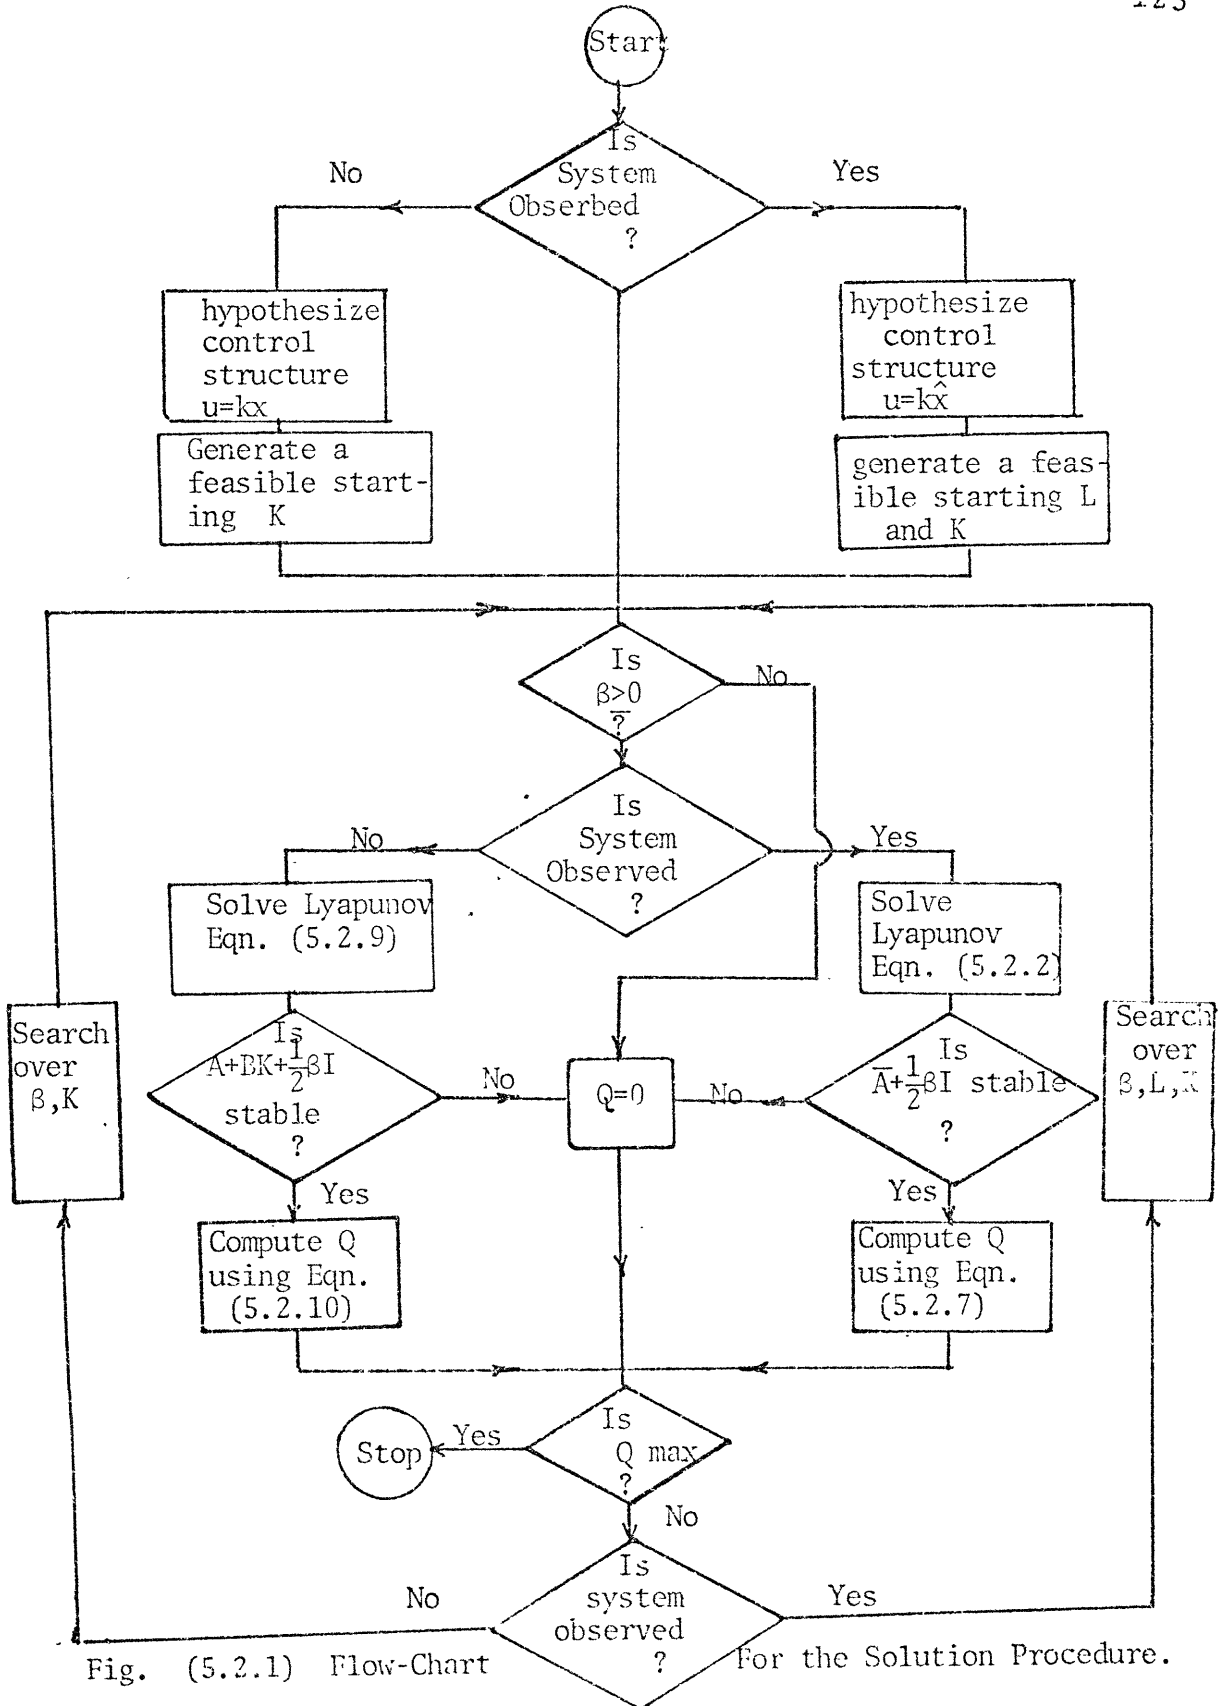 Start
Is
System
Obserbed
?
No
Yes
hypothesize
control
structure
u=kx
hypothesize
control
structure
u=kx̂
Generate a
feasible start-
ing K
generate a feas-
ible starting L
and K
Is
β≥0
?
No
Is
System
Observed
?
No
Yes
Solve Lyapunov
Eqn. (5.2.9)
Solve
Lyapunov
Eqn. (5.2.2)
Search
over
β,K
Is
A+BK+½βI
stable
?
No
Q=0
No
Is
A̅+½βI stable
?
Search
over
β,L,K
Yes
Yes
Compute Q
using Eqn.
(5.2.10)
Compute Q
using Eqn.
(5.2.7)
Is
Q max
?
Yes
Stop
No
Is
system
observed
?
No
Yes
Fig. (5.2.1) Flow-Chart For the Solution Procedure.